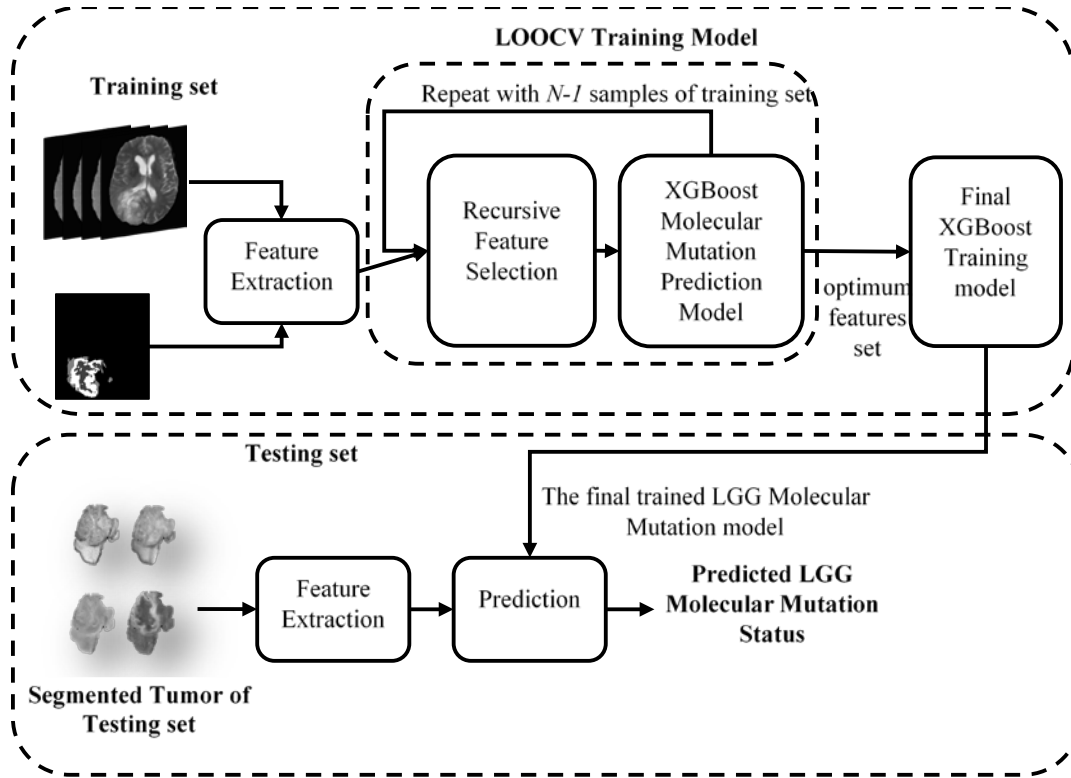 LOOCV Training Model
Training set
Repeat with N-1 samples of training set
Feature
Extraction
Recursive
Feature
Selection
XGBoost
Molecular
Mutation
Prediction
Model
optimum
features
set
Final
XGBoost
Training
model
Testing set
The final trained LGG Molecular
Mutation model
Feature
Extraction
Prediction
Predicted LGG
Molecular Mutation
Status
Segmented Tumor of
Testing set